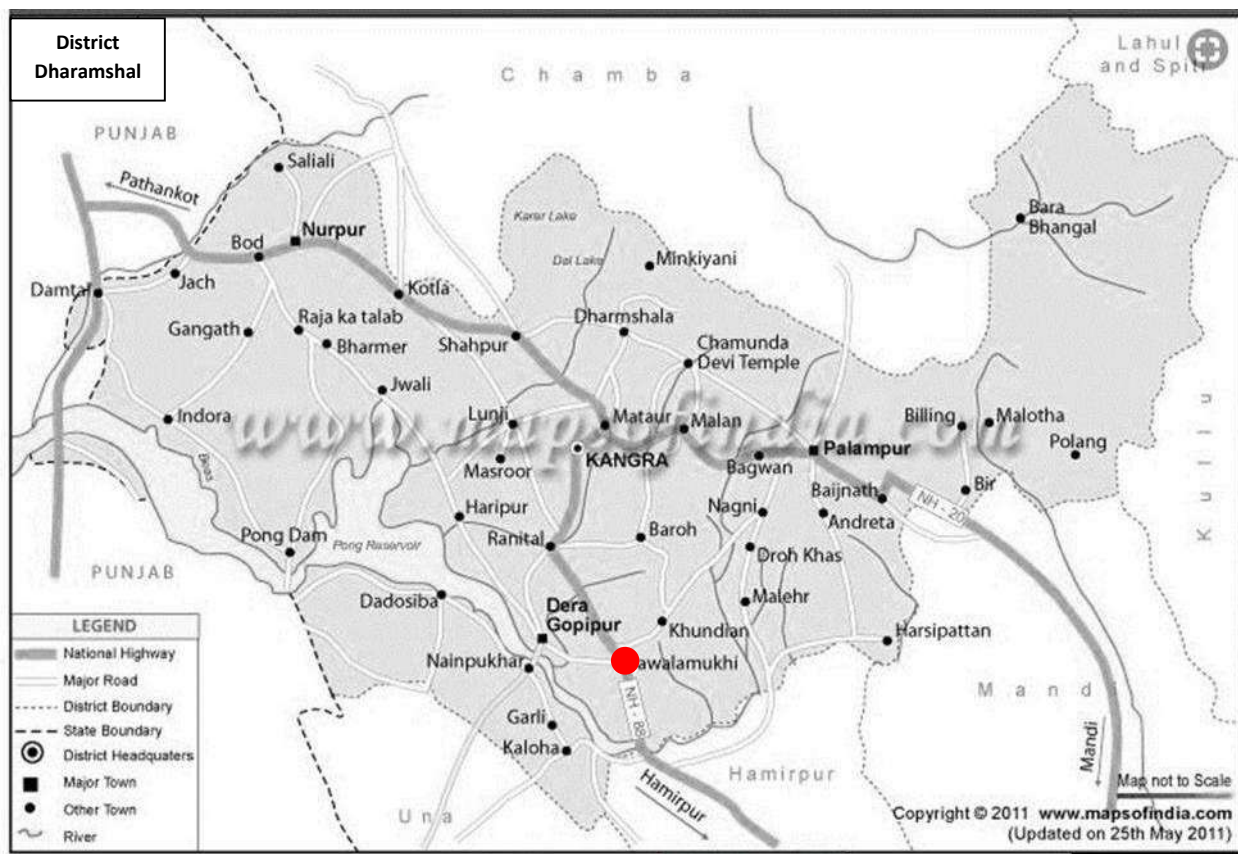 District
Dharamshal
Lahul
and Spiti
Chamba
PUNJAB
Saliali
Pathankot
Karer Lake
Bara
Bhangal
Nurpur
Bod
Dal Lake
Minkiyani
Jach
Damtal
Kotla
Raja ka talab
Dharmshala
Gangath
Bharmer
Shahpur
Chamunda
Devi Temple
Jwali
Kullu
Indora
Lunji
Mataur
Malan
Billing
Malotha
www.mapsofindia.com
Polang
KANGRA
Palampur
Masroor
Bagwan
Beas
Bir
Baijnath
NH - 20
Haripur
Nagni
Andreta
Pong Dam
Pong Reservoir
Ranital
Baroh
Droh Khas
PUNJAB
Dadosiba
Malehr
Dera
Gopipur
Khundian
Harsipattan
LEGEND
National Highway
Nainpukhar
awalamukhi
Major Road
Mandi
NH - 88
District Boundary
Garli
State Boundary
Kaloha
District Headquaters
Mandi
Hamirpur
Major Town
Map not to Scale
Hamirpur
Other Town
Una
River
Copyright © 2011 www.mapsofindia.com
(Updated on 25th May 2011)